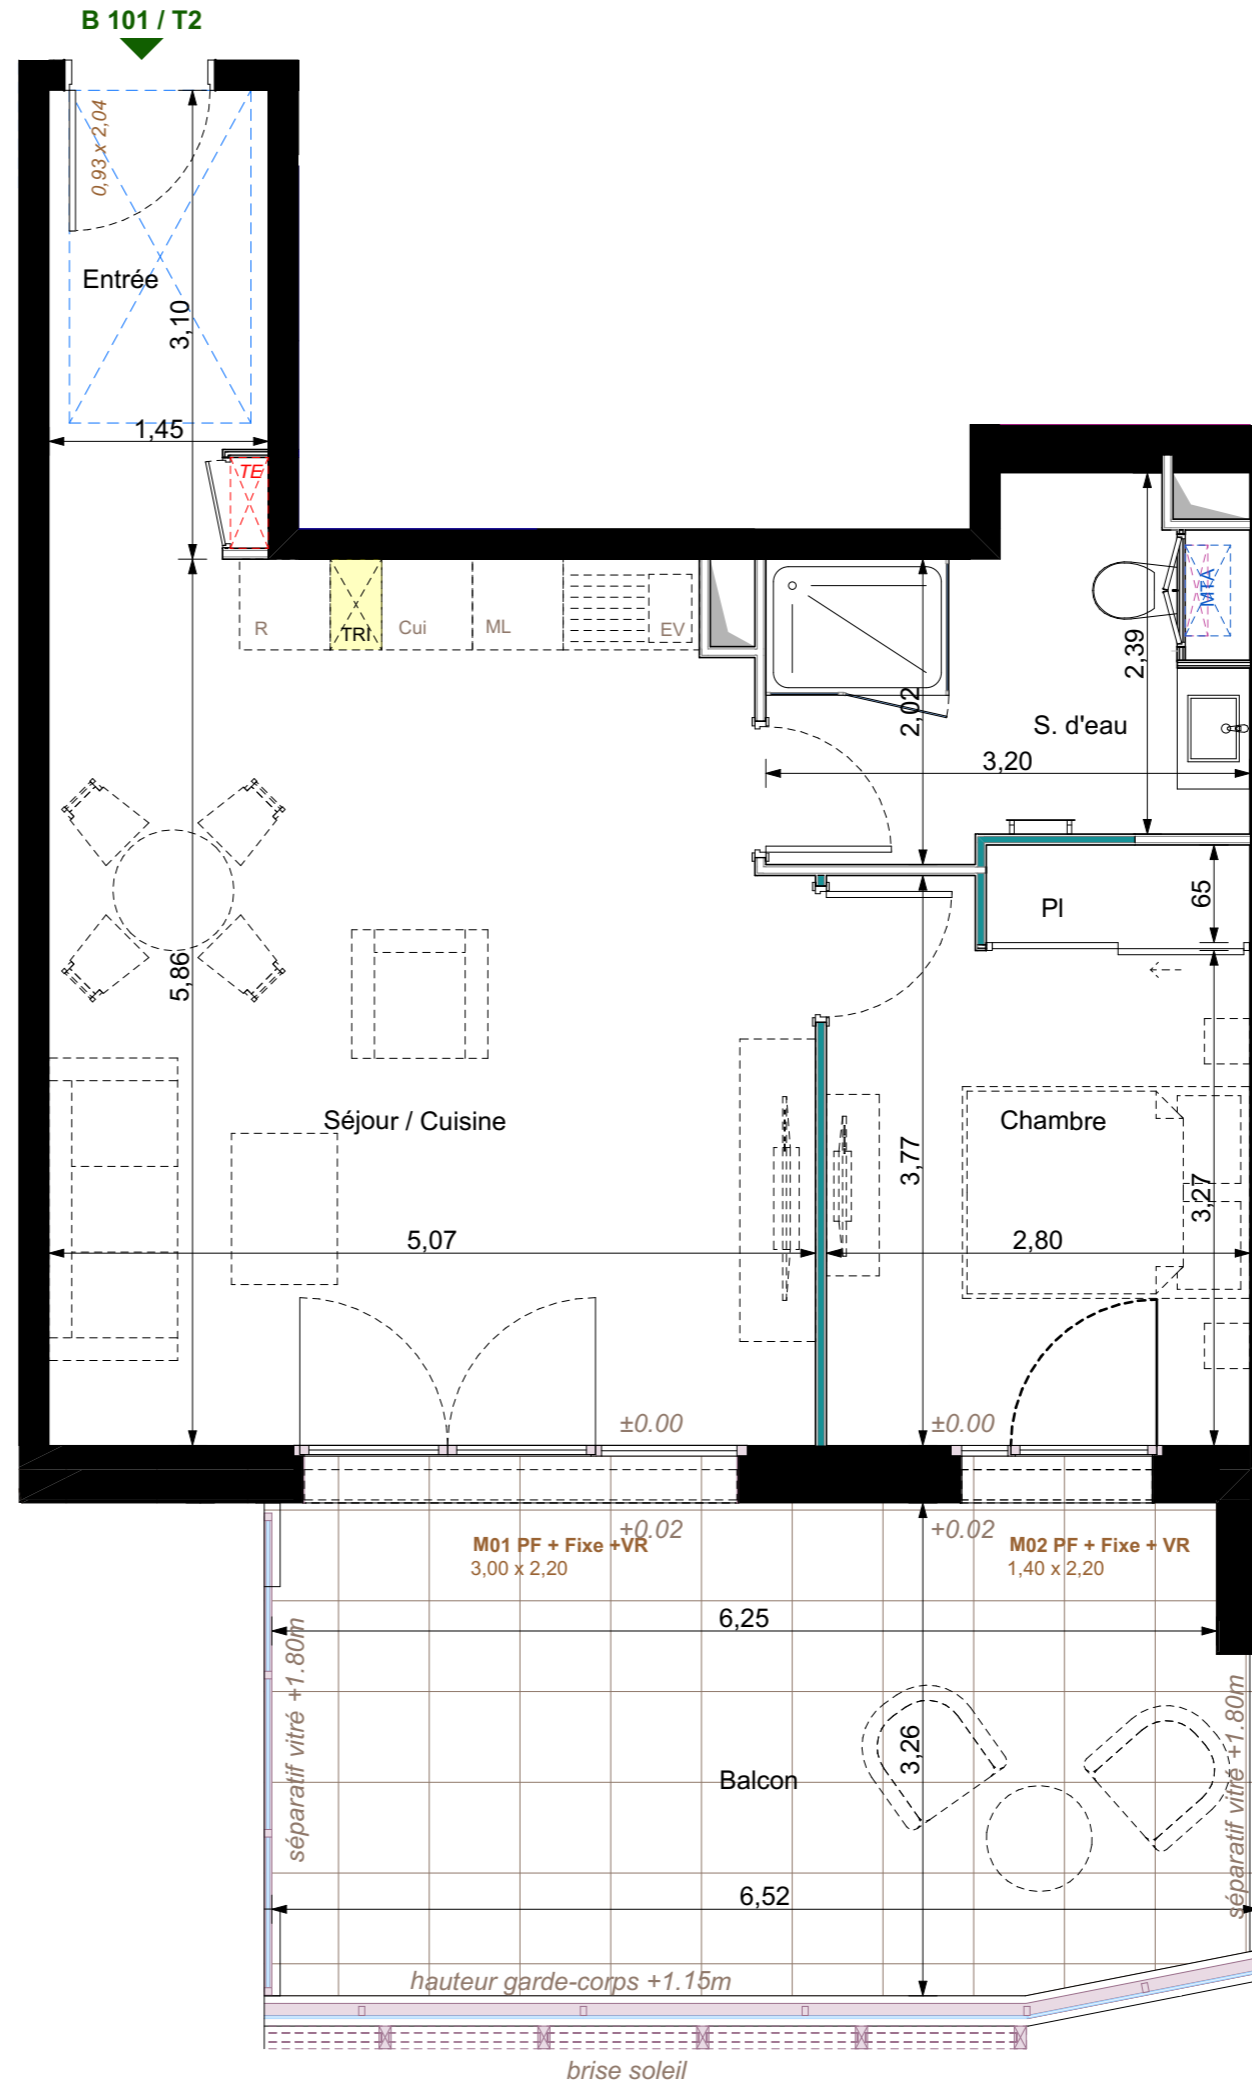 B 101 / T2
0,93 x 2,04
Entrée
3,10
1,45
TE
R
TRI
Cui
ML
EV
MTA
2,39
2,02
S. d'eau
3,20
65
Pl
5,86
Séjour / Cuisine
Chambre
3,77
3,27
5,07
2,80
±0.00
±0.00
+0.02
+0.02
M01 PF + Fixe +VR
3,00 x 2,20
M02 PF + Fixe + VR
1,40 x 2,20
6,25
séparatif vitré +1.80m
séparatif vitré +1.80m
3,26
Balcon
6,52
hauteur garde-corps +1.15m
brise soleil